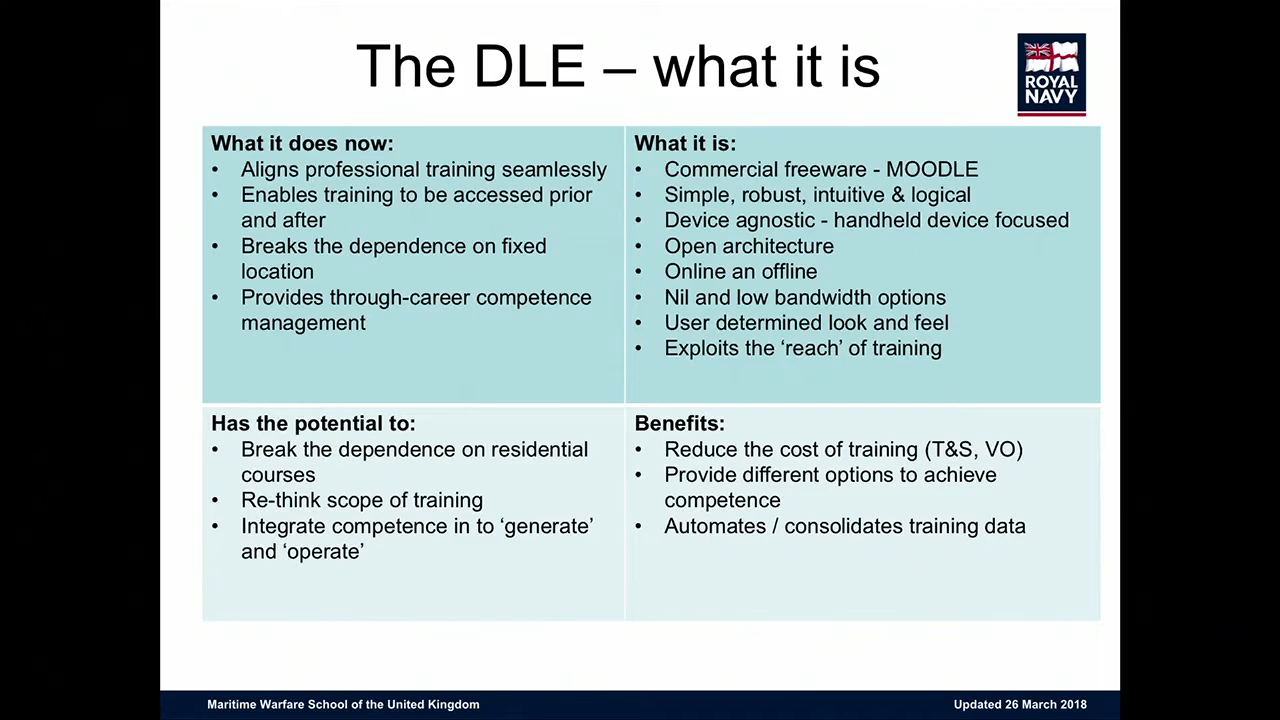 The DLE – what it is
ROYAL
NAVY
What it does now:
• Aligns professional training seamlessly
• Enables training to be accessed prior
and after
• Breaks the dependence on fixed
location
• Provides through-career competence
management
What it is:
• Commercial freeware - MOODLE
• Simple, robust, intuitive & logical
• Device agnostic - handheld device focused
• Open architecture
• Online an offline
• Nil and low bandwidth options
• User determined look and feel
• Exploits the ‘reach’ of training
Has the potential to:
• Break the dependence on residential
courses
• Re-think scope of training
• Integrate competence in to ‘generate’
and ‘operate’
Benefits:
• Reduce the cost of training (T&S, VO)
• Provide different options to achieve
competence
• Automates / consolidates training data
Maritime Warfare School of the United Kingdom
Updated 26 March 2018